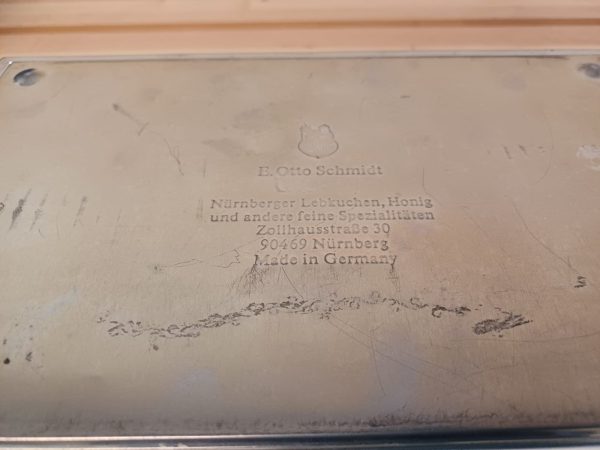 E. Otto Schmidt
Nürnberger Lebkuchen, Honig
und andere feine Spezialitäten
Zollhausstraße 30
90469 Nürnberg
Made in Germany